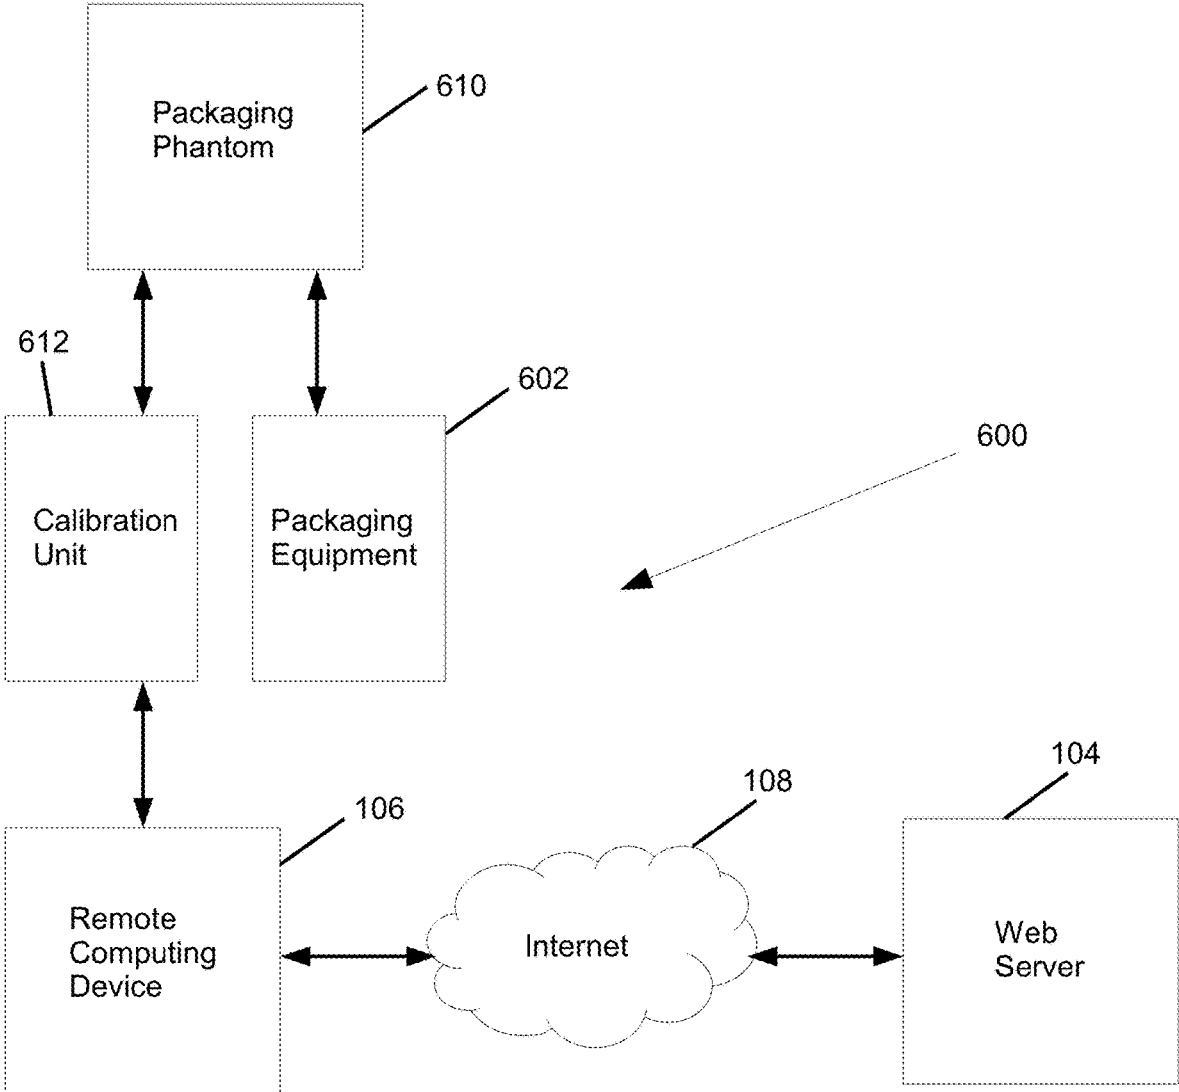 Packaging
Phantom
610
612
602
600
Calibration
Unit
Packaging
Equipment
104
108
106
Remote
Computing
Device
Internet
Web
Server